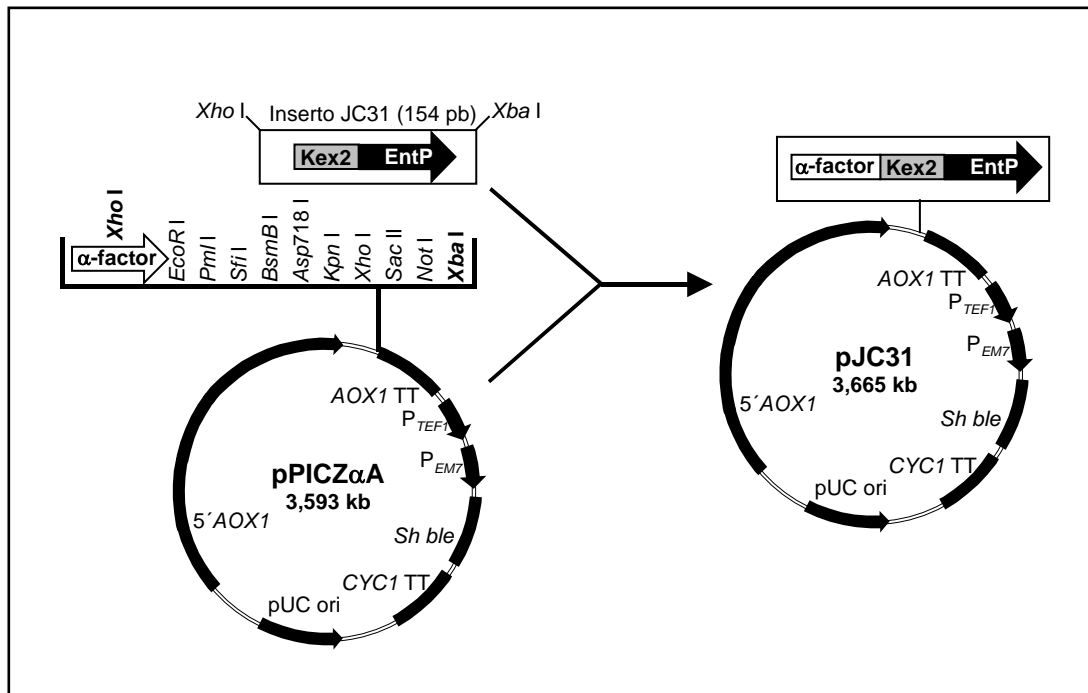 Xho I
Inserto JC31 (154 pb)
Xba I
Kex2
EntP
Xho I
α-factor
EcoR I
Pml I
Sfi I
BsmB I
Asp718 I
Kpn I
Xho I
Sac II
Not I
Xba I
AOX1 TT
PTEF1
PEM7
pPICZαA
3,593 kb
5´AOX1
Sh ble
CYC1 TT
pUC ori
α-factor
Kex2
EntP
AOX1 TT
PTEF1
PEM7
pJC31
3,665 kb
5´AOX1
Sh ble
CYC1 TT
pUC ori